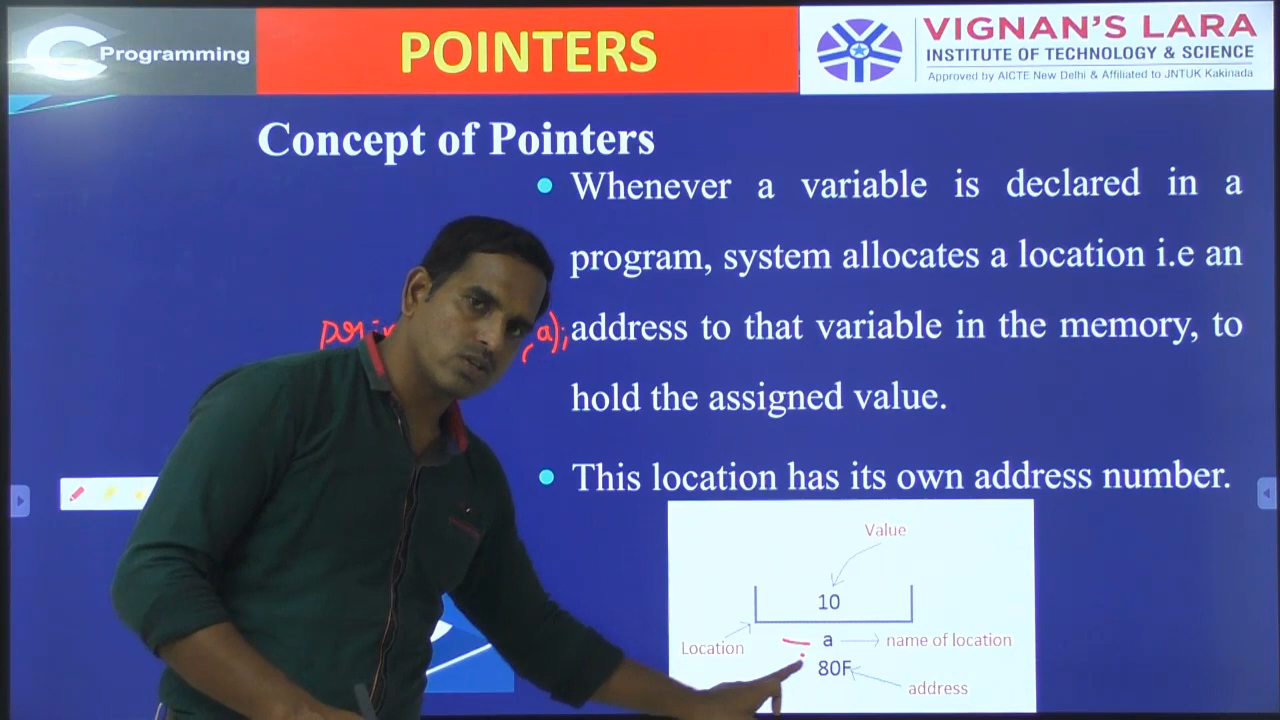 C Programming
POINTERS
VIGNAN'S LARA
INSTITUTE OF TECHNOLOGY & SCIENCE
Approved by AICTE New Delhi & Affiliated to JNTUK Kakinada
Concept of Pointers
• Whenever a variable is declared in a
program, system allocates a location i.e an
address to that variable in the memory, to
hold the assigned value.
• This location has its own address number.
,a);
Value
10
Location
a
name of location
80F
address